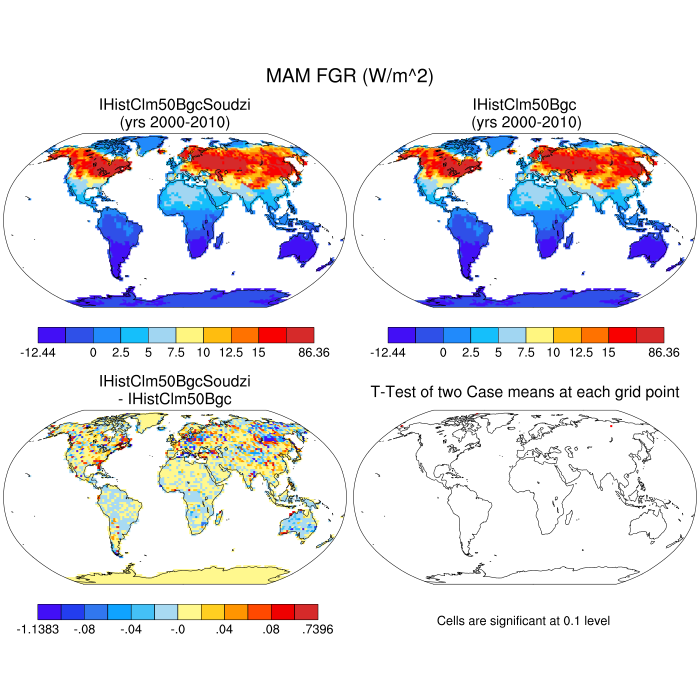 MAM FGR (W/m^2)
IHistClm50BgcSoudzi
(yrs 2000-2010)
IHistClm50Bgc
(yrs 2000-2010)
-12.44 0 2.5 5 7.5 10 12.5 15 86.36
-12.44 0 2.5 5 7.5 10 12.5 15 86.36
IHistClm50BgcSoudzi
- IHistClm50Bgc
T-Test of two Case means at each grid point
-1.1383 -.08 -.04 -.0 .04 .08 .7396
Cells are significant at 0.1 level